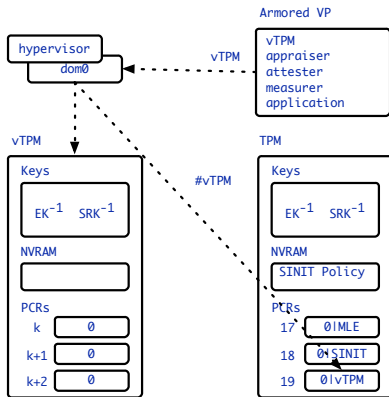 Armored VP
hypervisor
dom0
vTPM
vTPM
appraiser
attester
measurer
application
vTPM
Keys
EK⁻¹ SRK⁻¹
NVRAM
PCRs
k 0
k+1 0
k+2 0
#vTPM
TPM
Keys
EK⁻¹ SRK⁻¹
NVRAM
SINIT Policy
PCRs
17 0|MLE
18 0|SINIT
19 0|vTPM